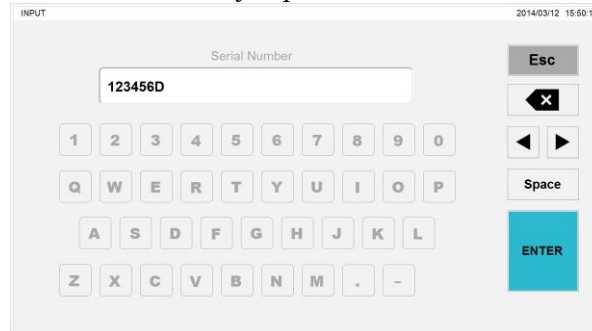 INPUT
2014/03/12 15:50:1
Serial Number
123456D
Esc
1 2 3 4 5 6 7 8 9 0
Q W E R T Y U I O P
Space
A S D F G H J K L
ENTER
Z X C V B N M . -